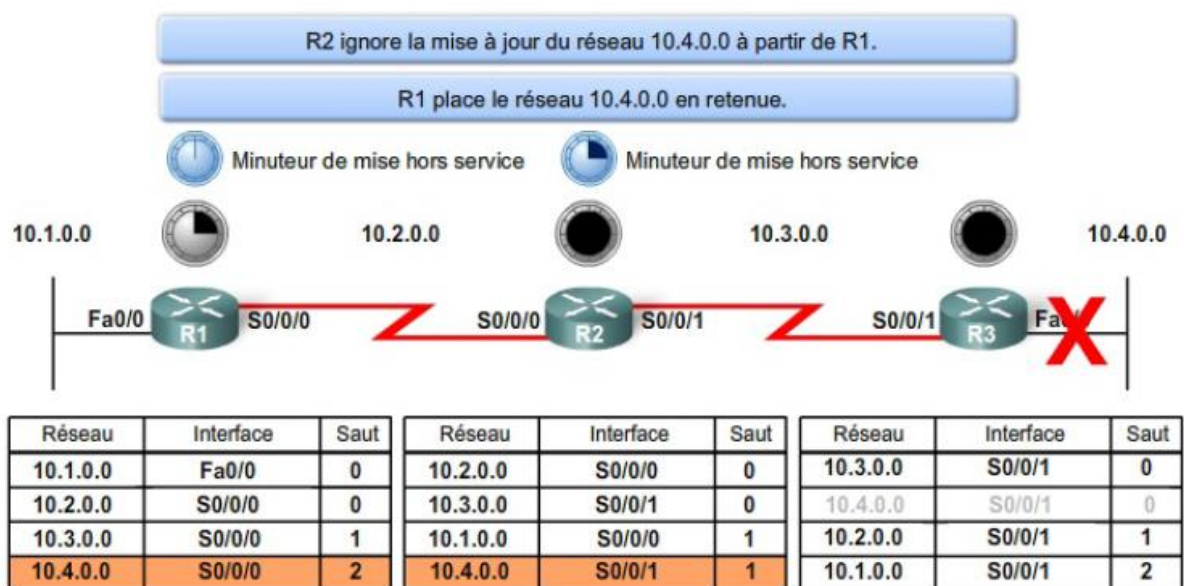 R2 ignore la mise à jour du réseau 10.4.0.0 à partir de R1.
R1 place le réseau 10.4.0.0 en retenue.
Minuteur de mise hors service Minuteur de mise hors service
10.1.0.0 10.2.0.0 10.3.0.0 10.4.0.0
Fa0/0 R1 S0/0/0 S0/0/0 R2 S0/0/1 S0/0/1 R3
Réseau Interface Saut Réseau Interface Saut Réseau Interface Saut
10.1.0.0 Fa0/0 0 10.2.0.0 S0/0/0 0 10.3.0.0 S0/0/1 0
10.2.0.0 S0/0/0 0 10.3.0.0 S0/0/1 0 10.4.0.0 S0/0/1 0
10.3.0.0 S0/0/0 1 10.1.0.0 S0/0/0 1 10.2.0.0 S0/0/1 1
10.4.0.0 S0/0/0 2 10.4.0.0 S0/0/1 1 10.1.0.0 S0/0/1 2